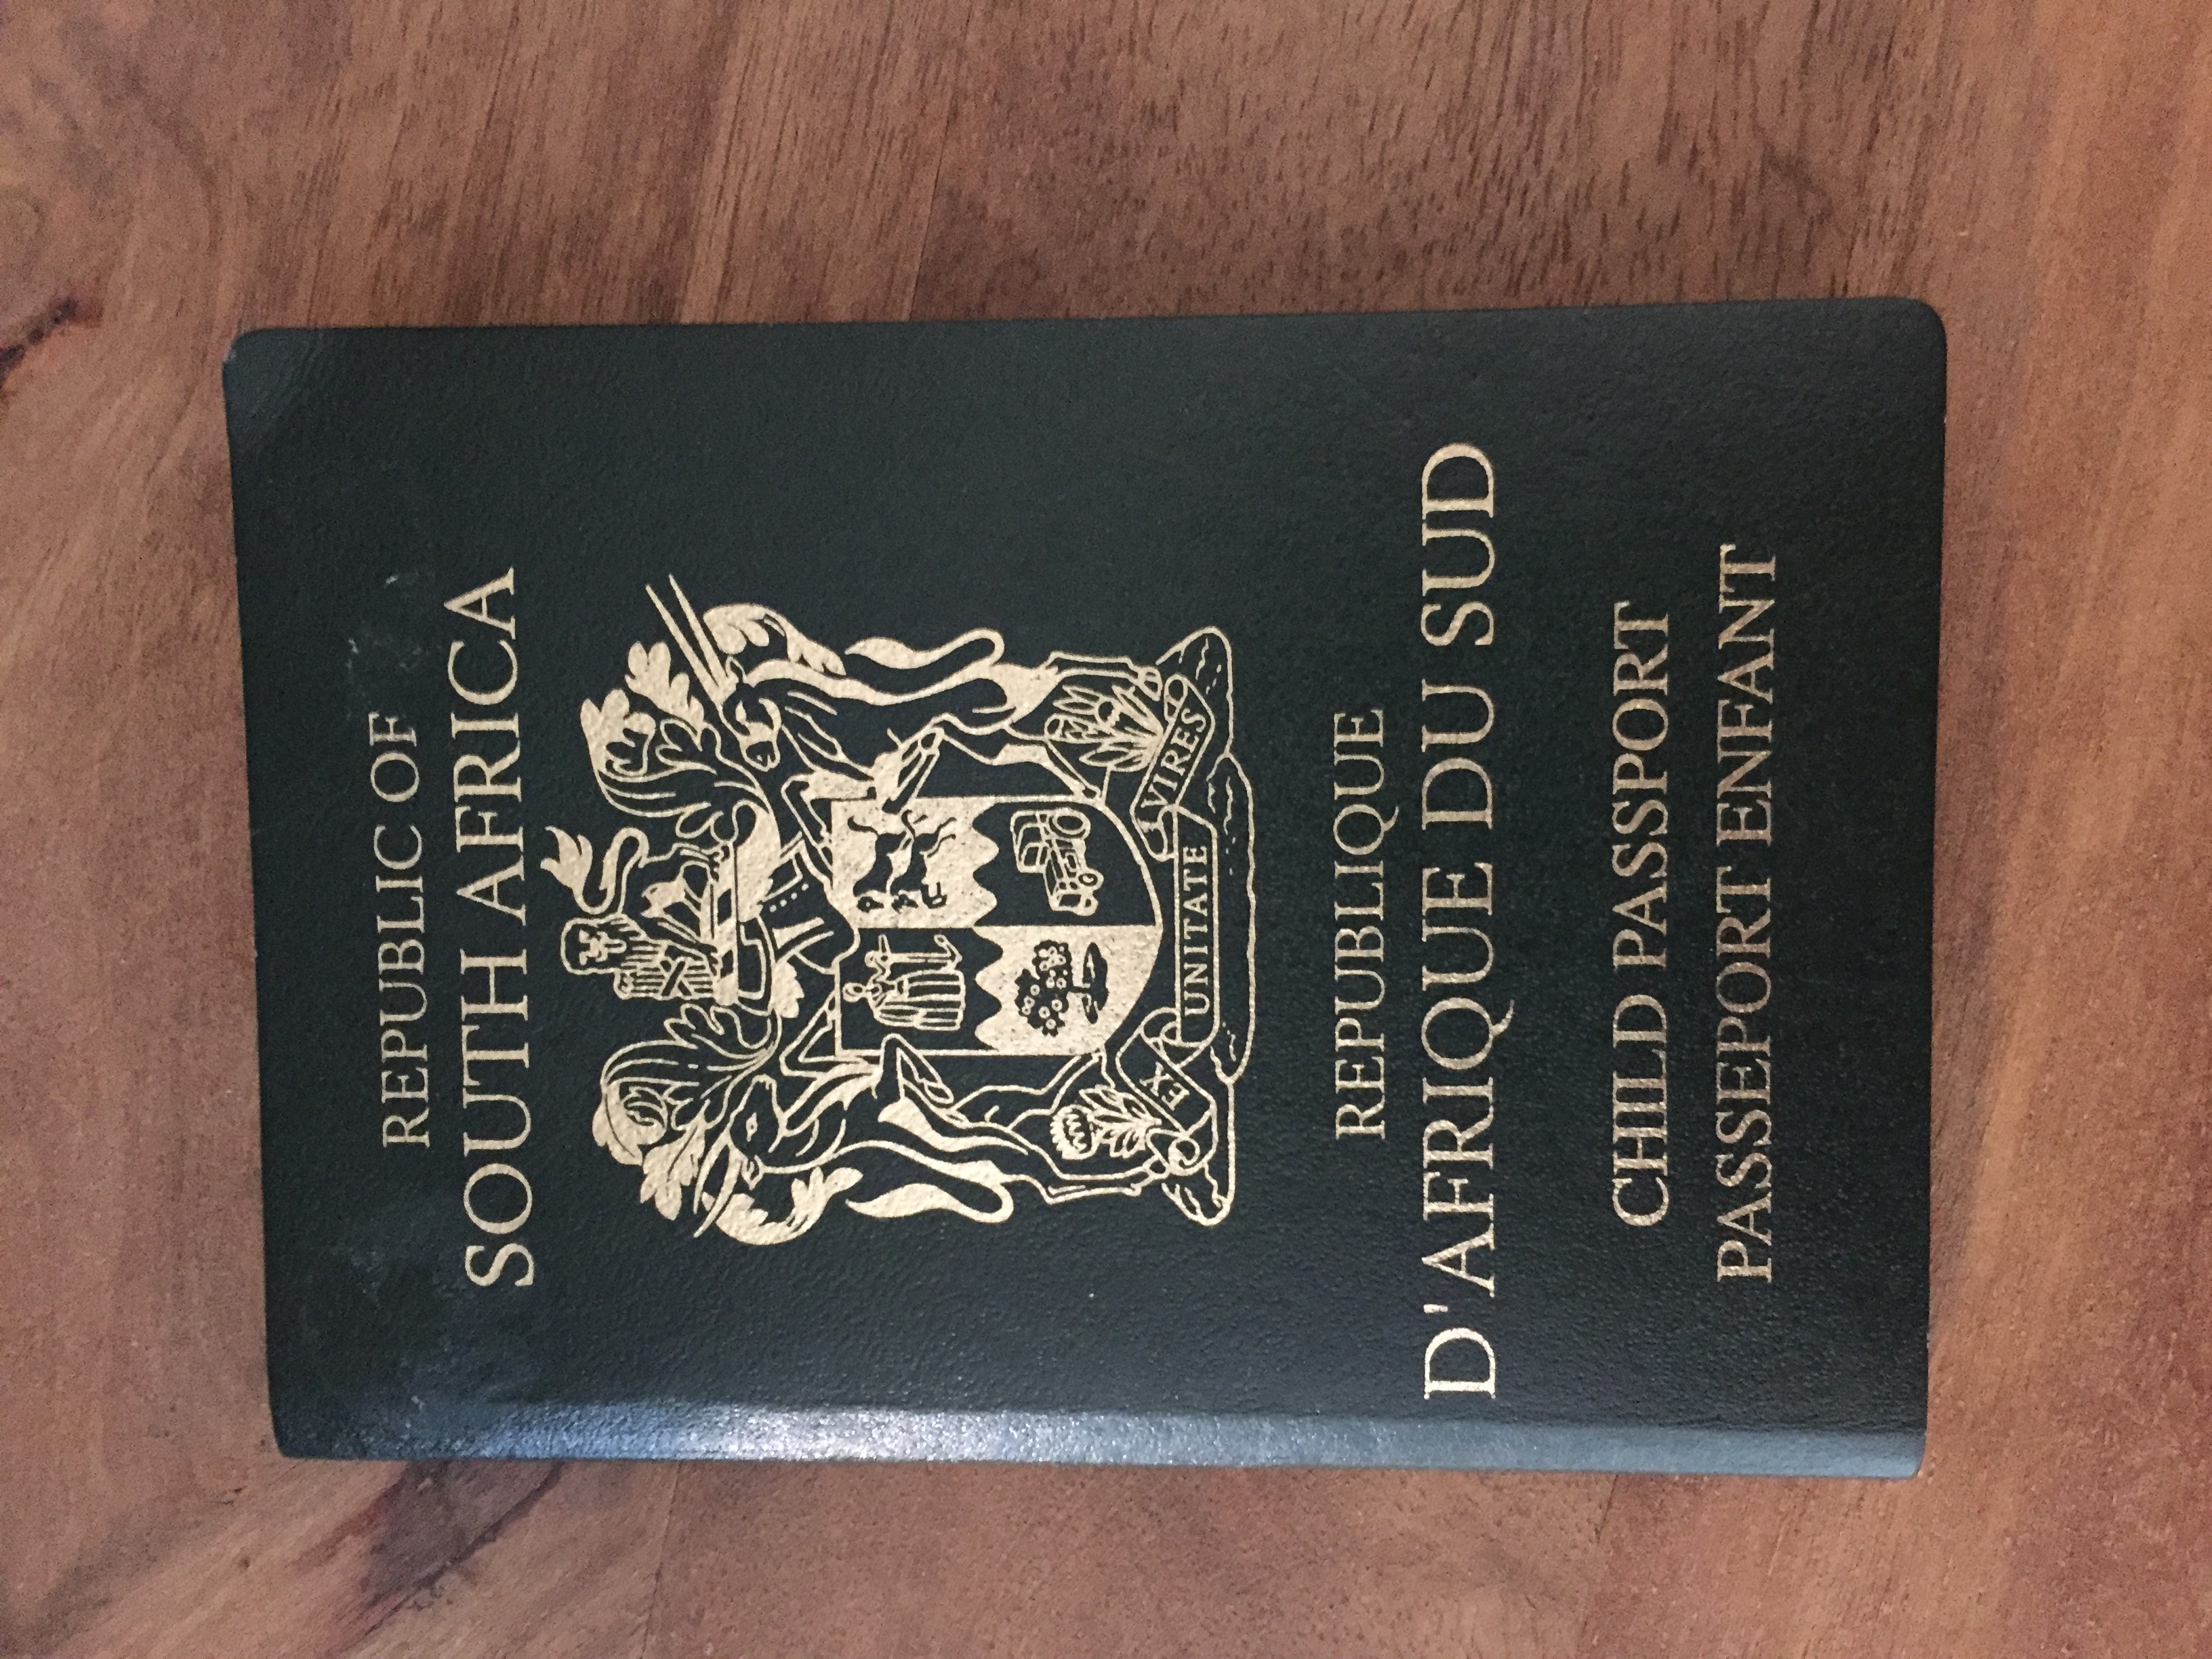 REPUBLIC OF
SOUTH AFRICA
EX UNITATE VIRES
REPUBLIQUE
D'AFRIQUE DU SUD
CHILD PASSPORT
PASSEPORT ENFANT